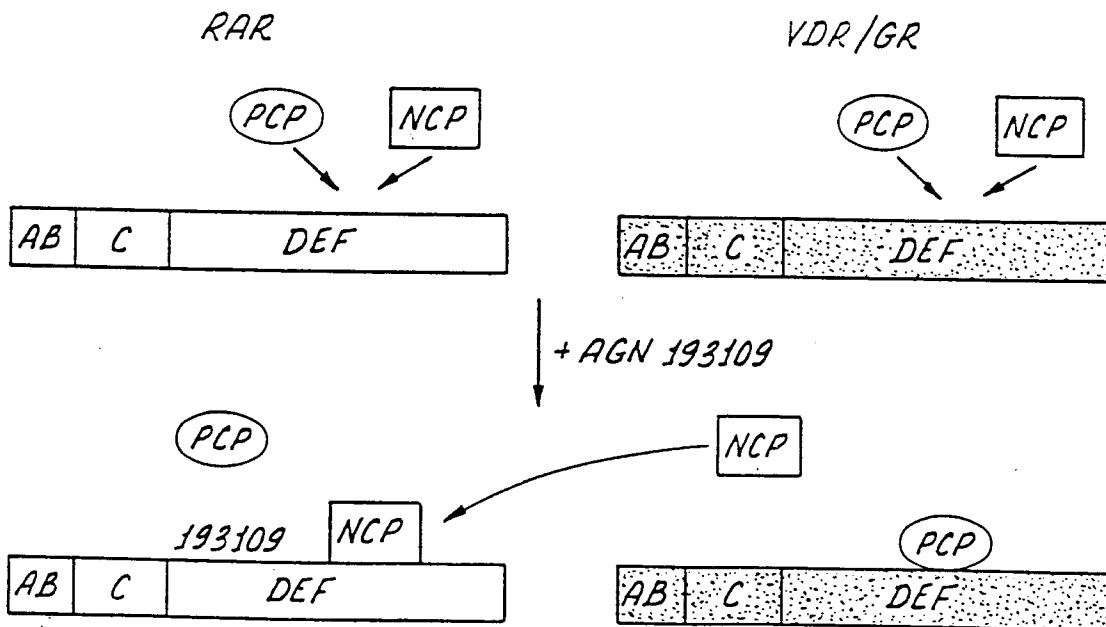 RAR
VDR/GR
PCP
NCP
PCP
NCP
AB
C
DEF
AB
C
DEF
+ AGN 193109
PCP
NCP
193109
NCP
PCP
AB
C
DEF
AB
C
DEF